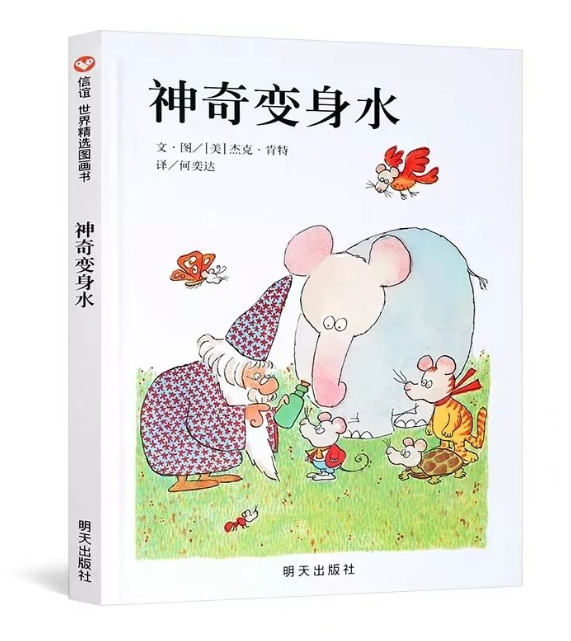 信谊 世界精选图画书
神奇变身水
明天出版社
神奇变身水
文·图／[美]杰克·肯特
译／何奕达
明天出版社